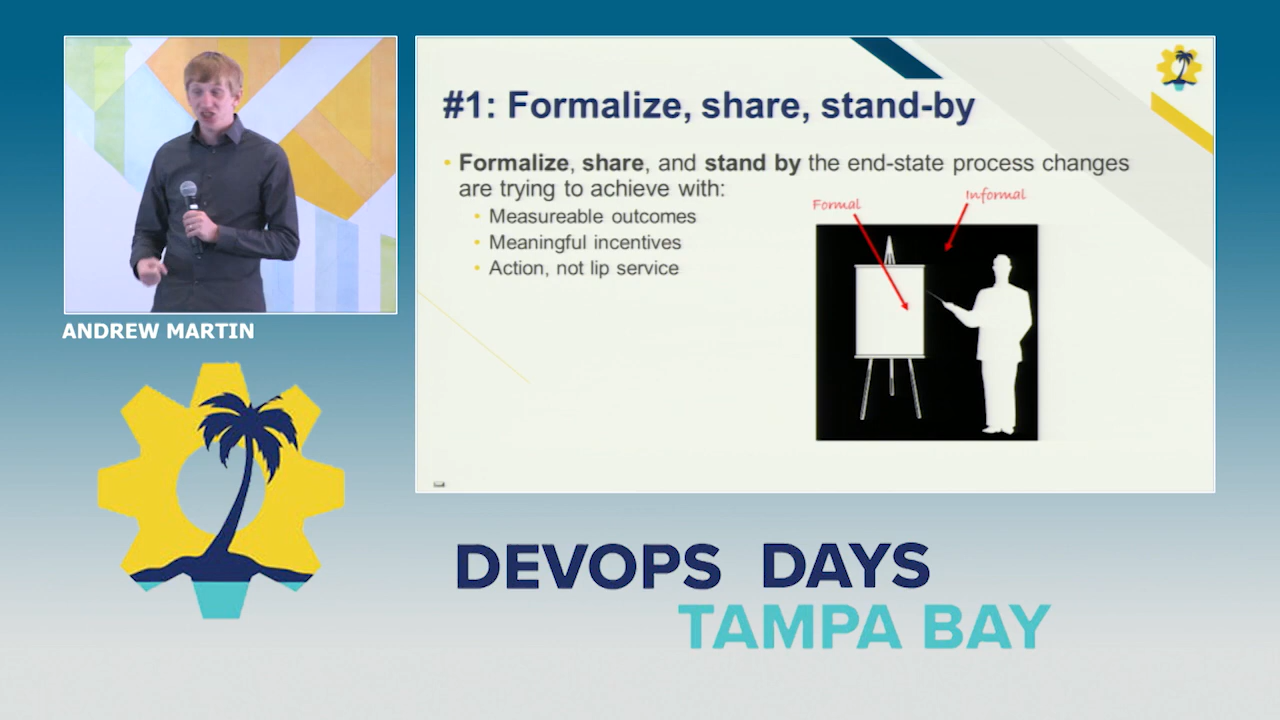 #1: Formalize, share, stand-by
• Formalize, share, and stand by the end-state process changes
are trying to achieve with:
• Measureable outcomes
• Meaningful incentives
• Action, not lip service
Formal
Informal
ANDREW MARTIN
DEVOPS DAYS
TAMPA BAY